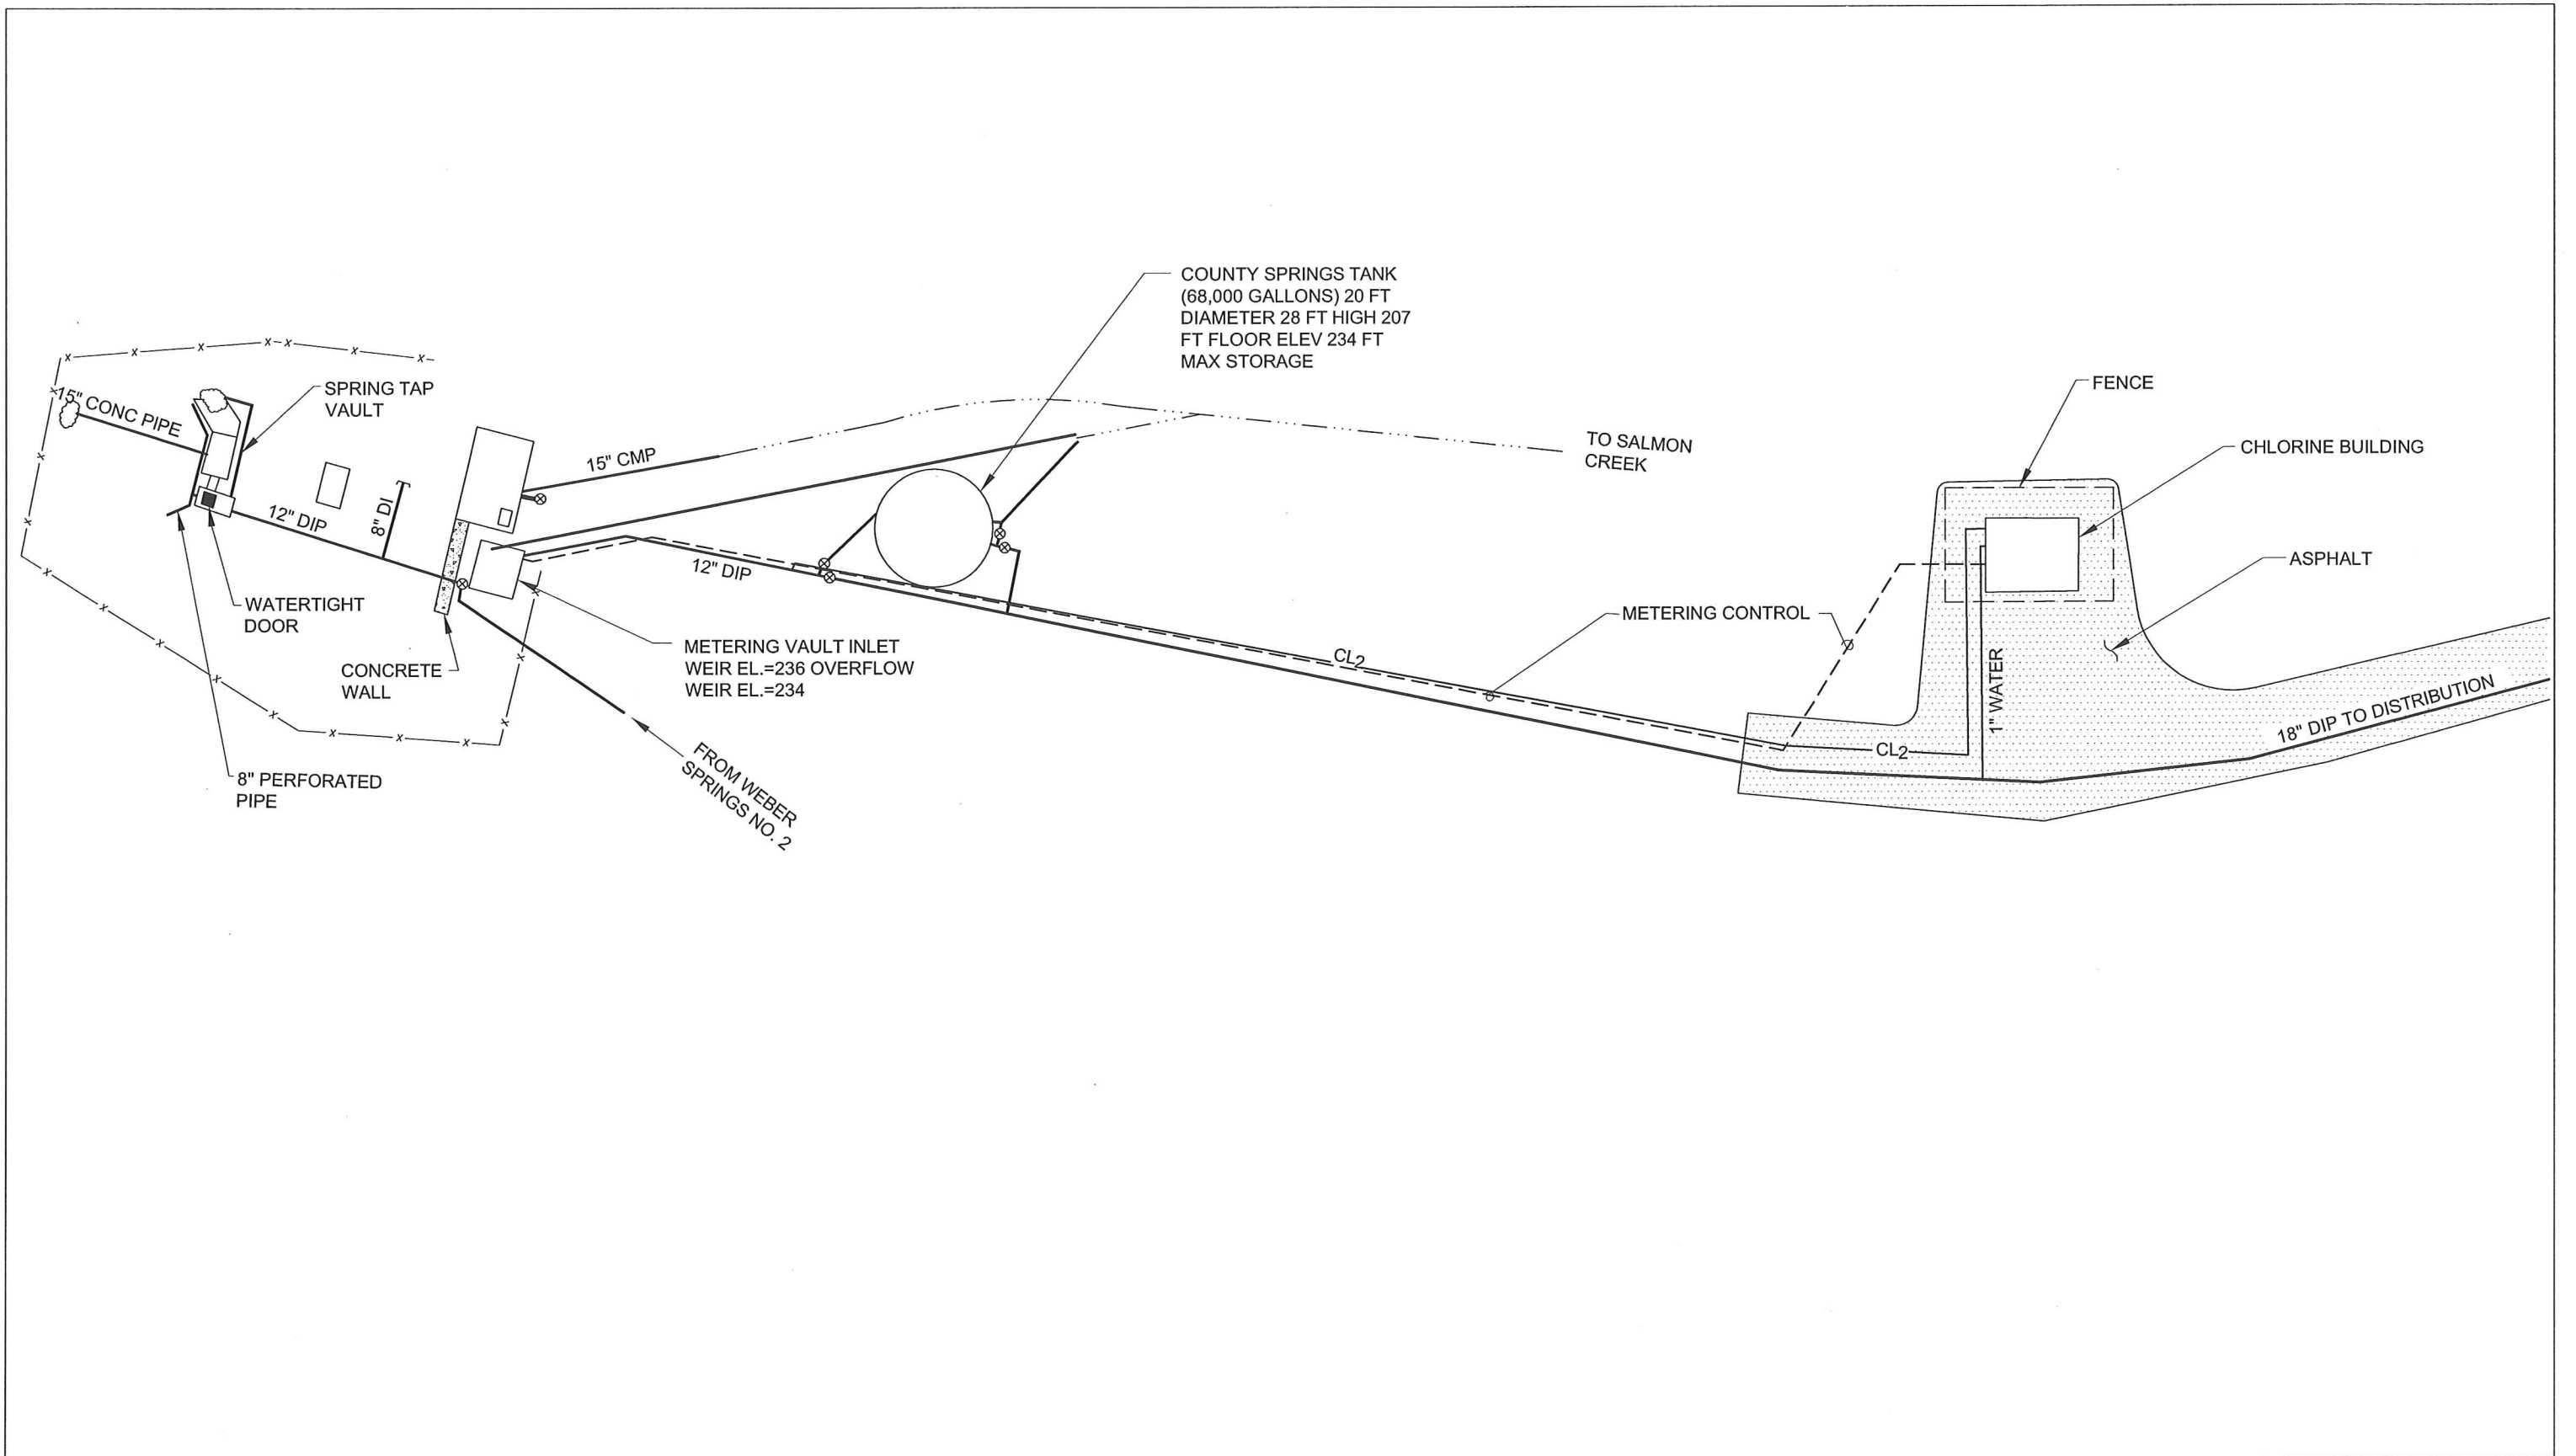 COUNTY SPRINGS TANK
(68,000 GALLONS) 20 FT
DIAMETER 28 FT HIGH 207
FT FLOOR ELEV 234 FT
MAX STORAGE
SPRING TAP
VAULT
15" CONC PIPE
FENCE
CHLORINE BUILDING
TO SALMON
CREEK
15" CMP
12" DIP
8" DI
12" DIP
ASPHALT
WATERTIGHT
DOOR
METERING CONTROL
METERING VAULT INLET
WEIR EL.=236 OVERFLOW
WEIR EL.=234
CONCRETE
WALL
CL2
1" WATER
CL2
18" DIP TO DISTRIBUTION
8" PERFORATED
PIPE
FROM WEBER
SPRINGS NO. 2